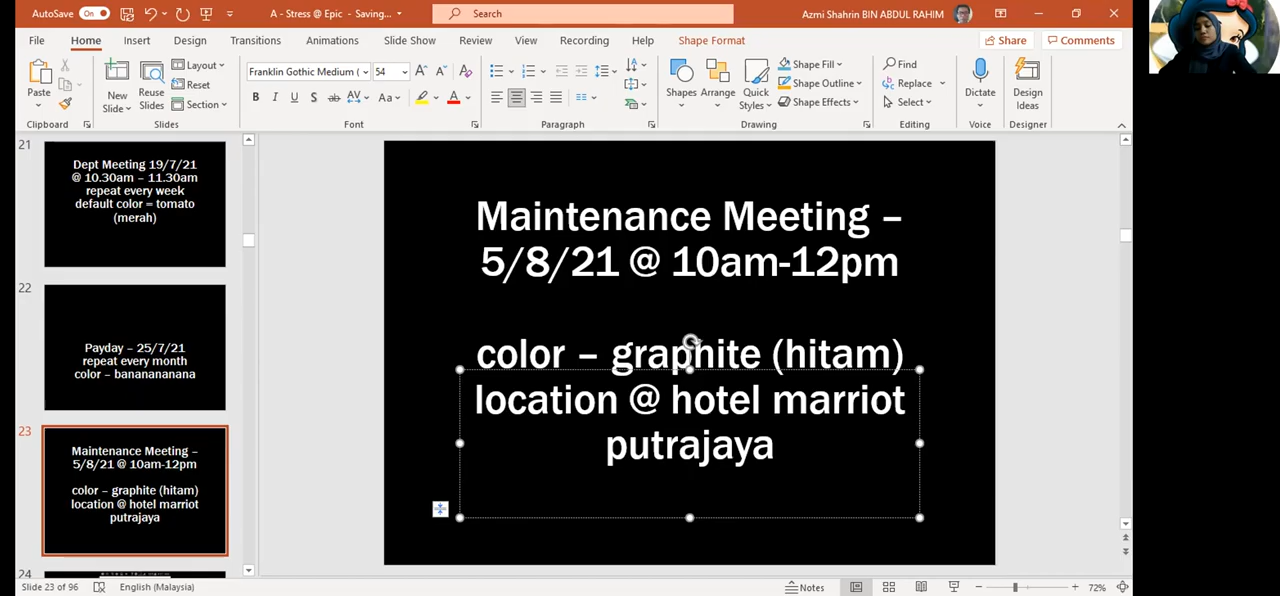 AutoSave On A - Stress @ Epic - Saving... Search Azmi Shahrin BIN ABDUL RAHIM
File Home Insert Design Transitions Animations Slide Show Review View Recording Help Shape Format Share Comments
Paste
Clipboard
New Slide
Reuse Slides
Layout
Reset
Section
Slides
Franklin Gothic Medium ( 54
Font
Paragraph
Shapes
Arrange
Quick Styles
Shape Fill
Shape Outline
Shape Effects
Drawing
Find
Replace
Select
Editing
Dictate
Voice
Design Ideas
Designer
21
Dept Meeting 19/7/21
@ 10.30am – 11.30am
repeat every week
default color = tomato
(merah)
22
Payday – 25/7/21
repeat every month
color – banananana
23
Maintenance Meeting –
5/8/21 @ 10am-12pm
color – graphite (hitam)
location @ hotel marriot
putrajaya
24
Maintenance Meeting –
5/8/21 @ 10am-12pm
color – graphite (hitam)
location @ hotel marriot
putrajaya
Slide 23 of 96 English (Malaysia) Notes 72%